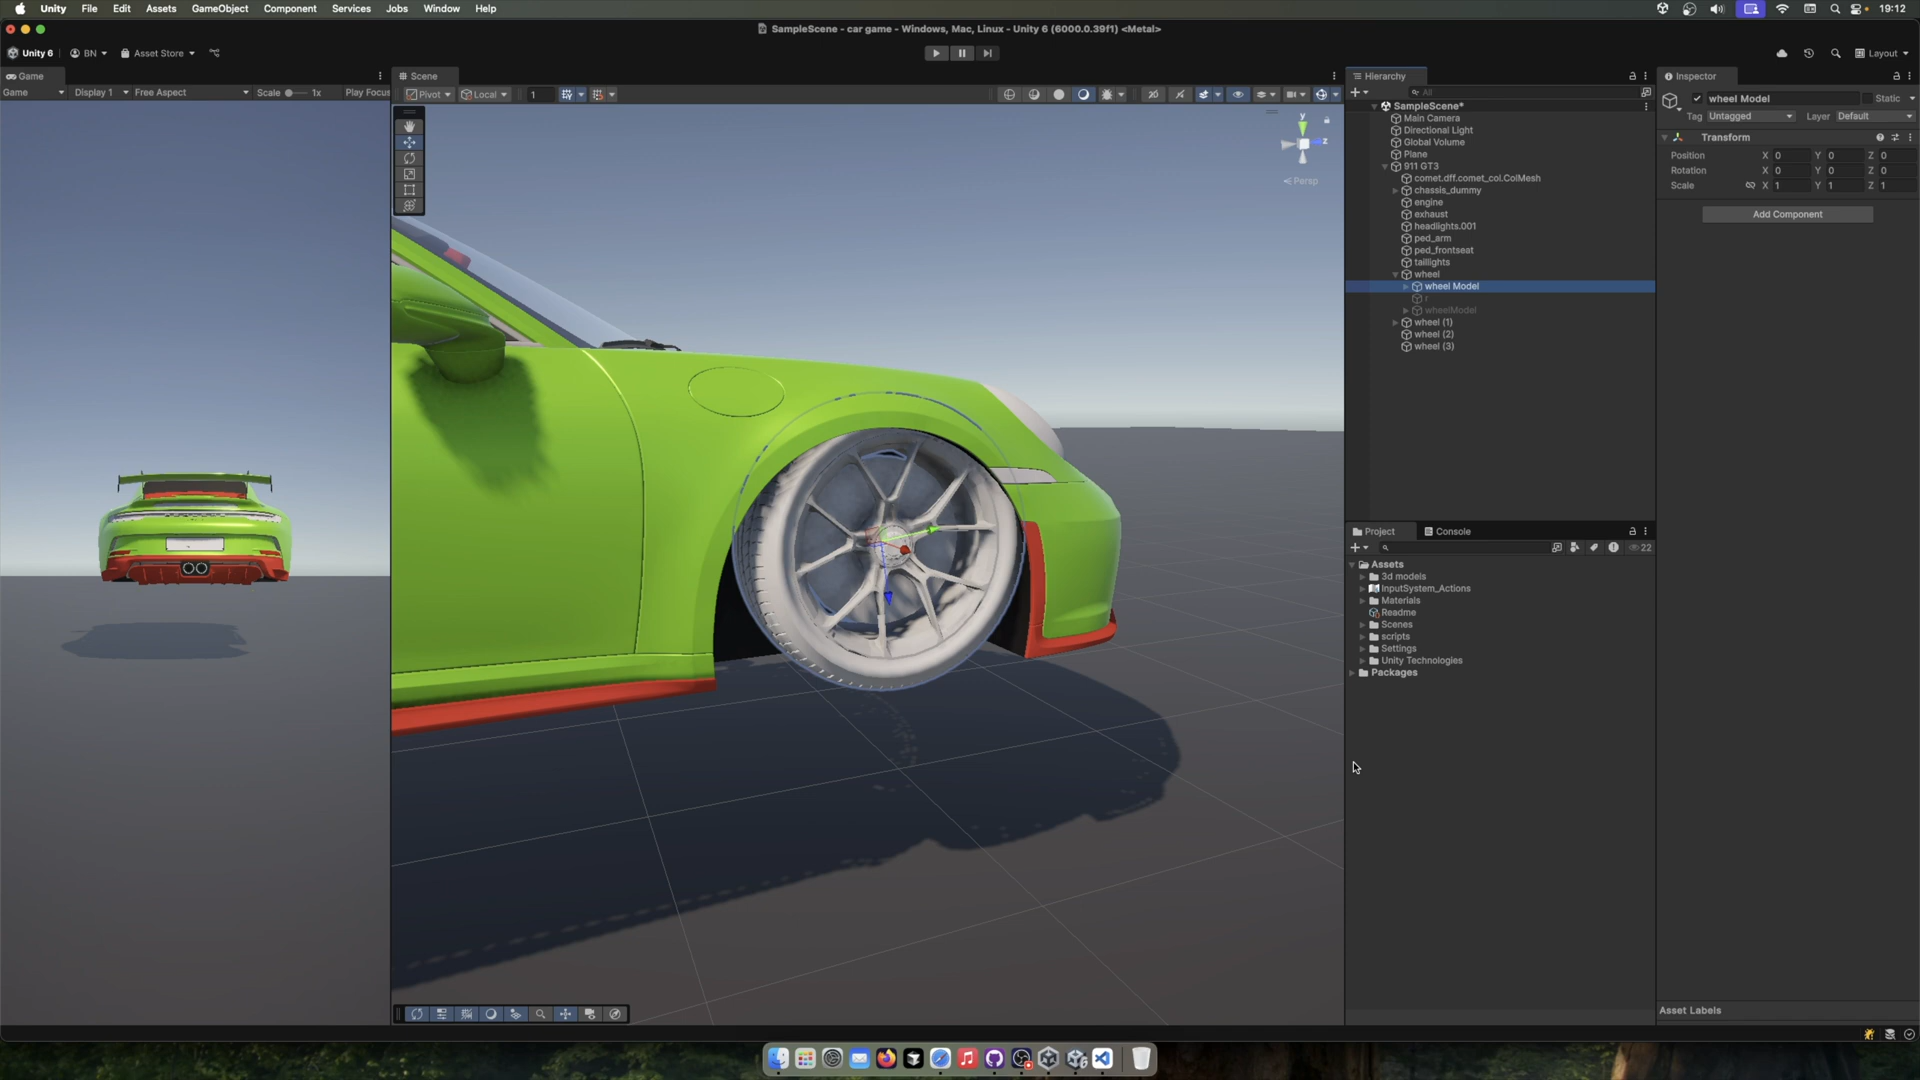 Unity File Edit Assets GameObject Component Services Jobs Window Help 19:12
SampleScene - car game - Windows, Mac, Linux - Unity 6 (6000.0.39f1) <Metal>
Unity 6 BN Asset Store Layout
Game
Game Display 1 Free Aspect Scale 1x Play Focus
Scene
Pivot Local 1 2D
y
z
< Persp
Hierarchy
All
SampleScene*
Main Camera
Directional Light
Global Volume
Plane
911 GT3
comet.dff.comet_col.ColMesh
chassis_dummy
engine
exhaust
headlights.001
ped_arm
ped_frontseat
taillights
wheel
wheel Model
r
wheelModel
wheel (1)
wheel (2)
wheel (3)
Project Console
22
Assets
3d models
InputSystem_Actions
Materials
Readme
Scenes
scripts
Settings
Unity Technologies
Packages
Inspector
wheel Model Static
Tag Untagged Layer Default
Transform
Position X 0 Y 0 Z 0
Rotation X 0 Y 0 Z 0
Scale X 1 Y 1 Z 1
Add Component
Asset Labels